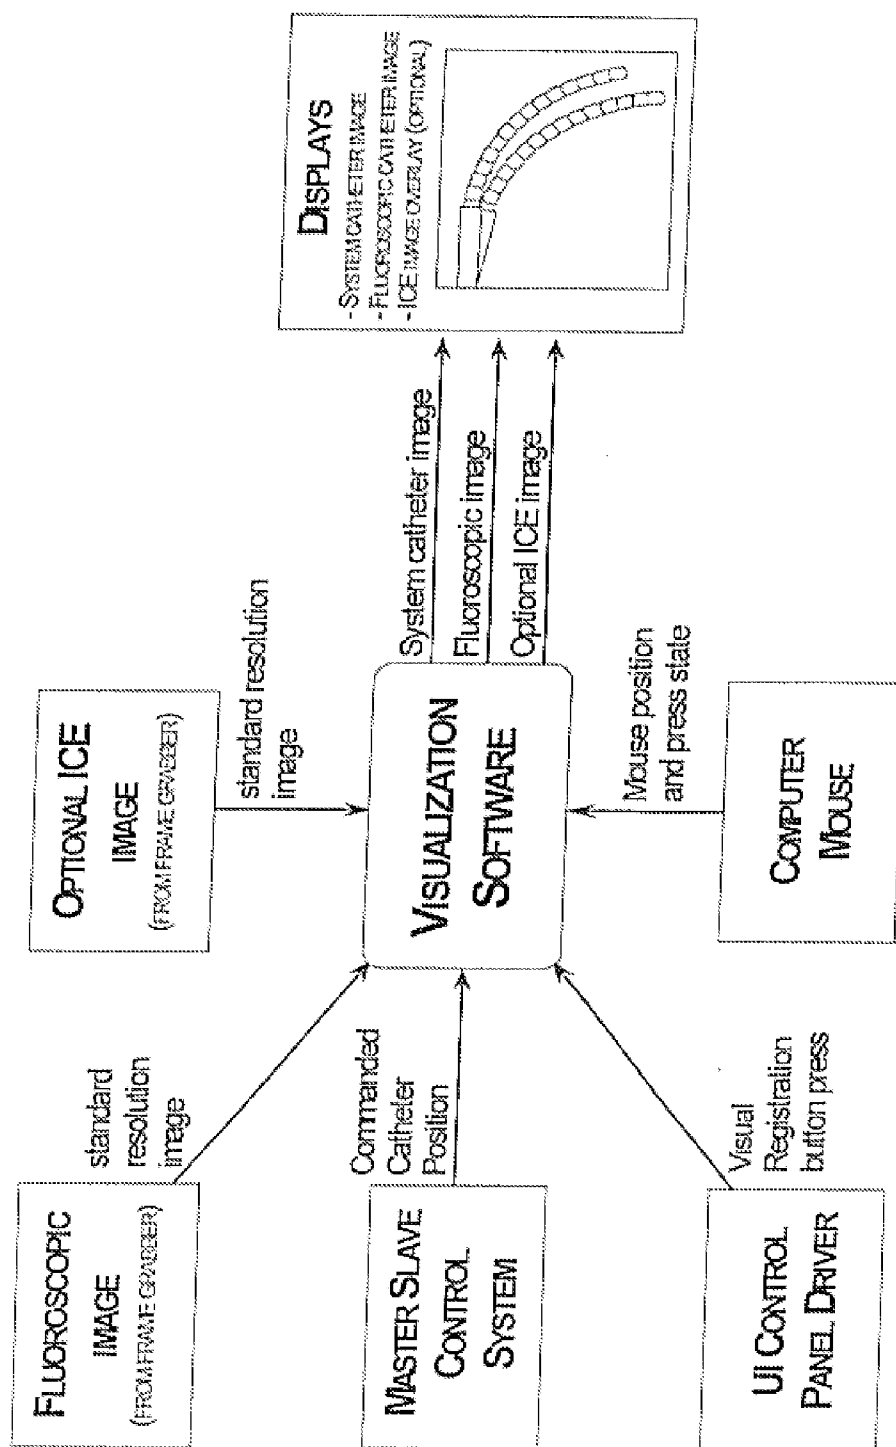 FLUOROSCOPIC
IMAGE
(FROM FRAME GRABBER)
standard
resolution
image
OPTIONAL ICE
IMAGE
(FROM FRAME GRABBER)
standard resolution
image
MASTER SLAVE
CONTROL
SYSTEM
Commanded
Catheter
Position
VISUALIZATION
SOFTWARE
System catheter image
Fluoroscopic image
Optional ICE image
DISPLAYS
- SYSTEM CATHETER IMAGE
- FLUOROSCOPIC CATHETER IMAGE
- ICE IMAGE OVERLAY (OPTIONAL)
UI CONTROL
PANEL DRIVER
Visual
Registration
button press
COMPUTER
MOUSE
Mouse position
and press state